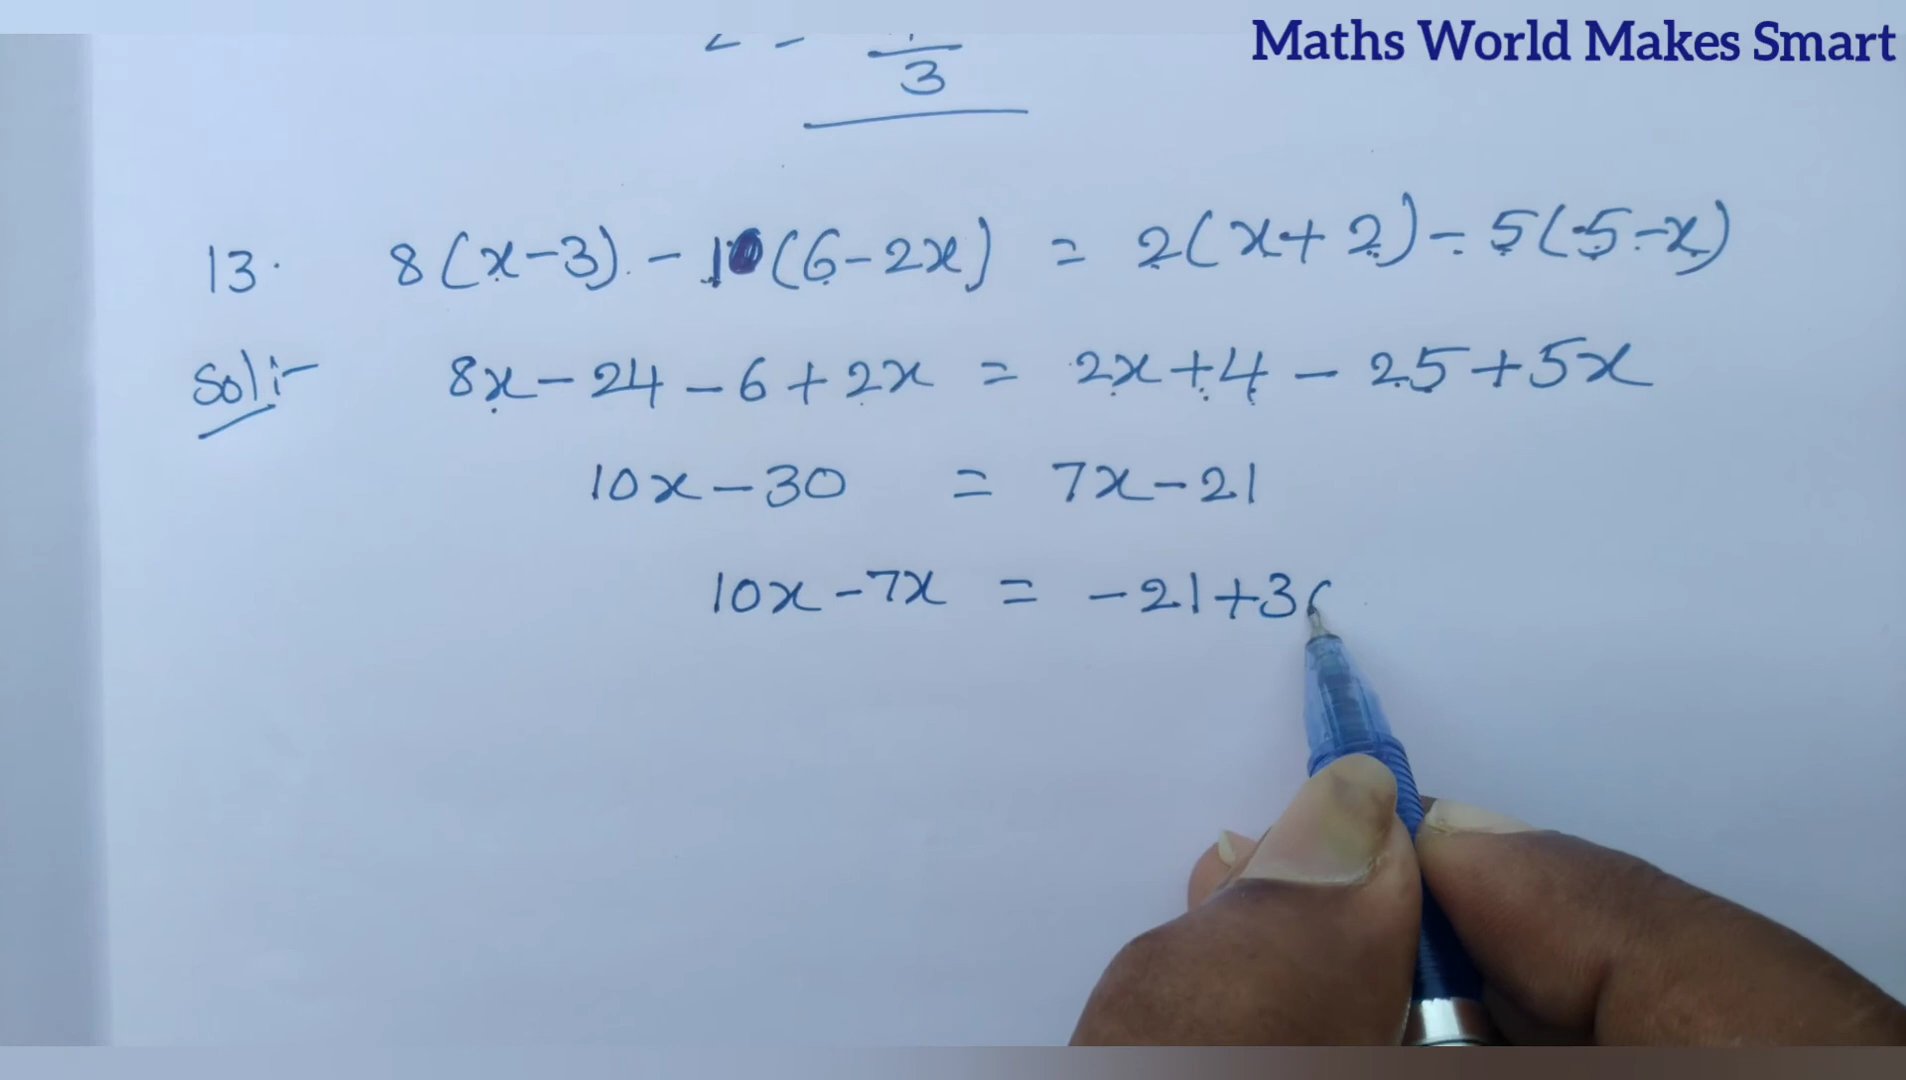 Maths World Makes Smart
3
13. 8(x-3) - 1(6-2x) = 2(x+2) - 5(5-x)
Sol:- 8x - 24 - 6 + 2x = 2x + 4 - 25 + 5x
10x - 30 = 7x - 21
10x - 7x = -21 + 30